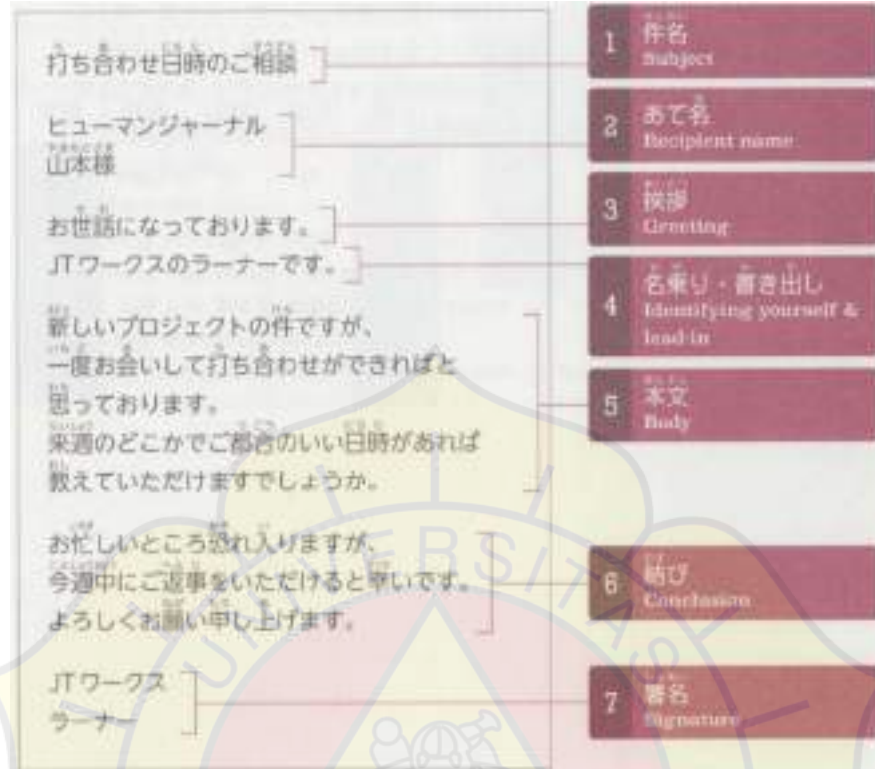 打ち合わせ日時のご相談
ヒューマンジャーナル
山本様
お世話になっております。
JTワークスのラーナーです。
新しいプロジェクトの件ですが、
一度お会いして打ち合わせができればと
思っております。
来週のどこかでご都合のいい日時があれば
教えていただけますでしょうか。
お忙しいところ恐れ入りますが、
今週中にご返事をいただけると幸いです。
よろしくお願い申し上げます。
JTワークス
ラーナー
1 件名
Subject
2 あて名
Recipient name
3 挨拶
Greeting
4 名乗り・書き出し
Identifying yourself &
lead-in
5 本文
Body
6 結び
Conclusion
7 署名
Signature
UNIVERSITAS